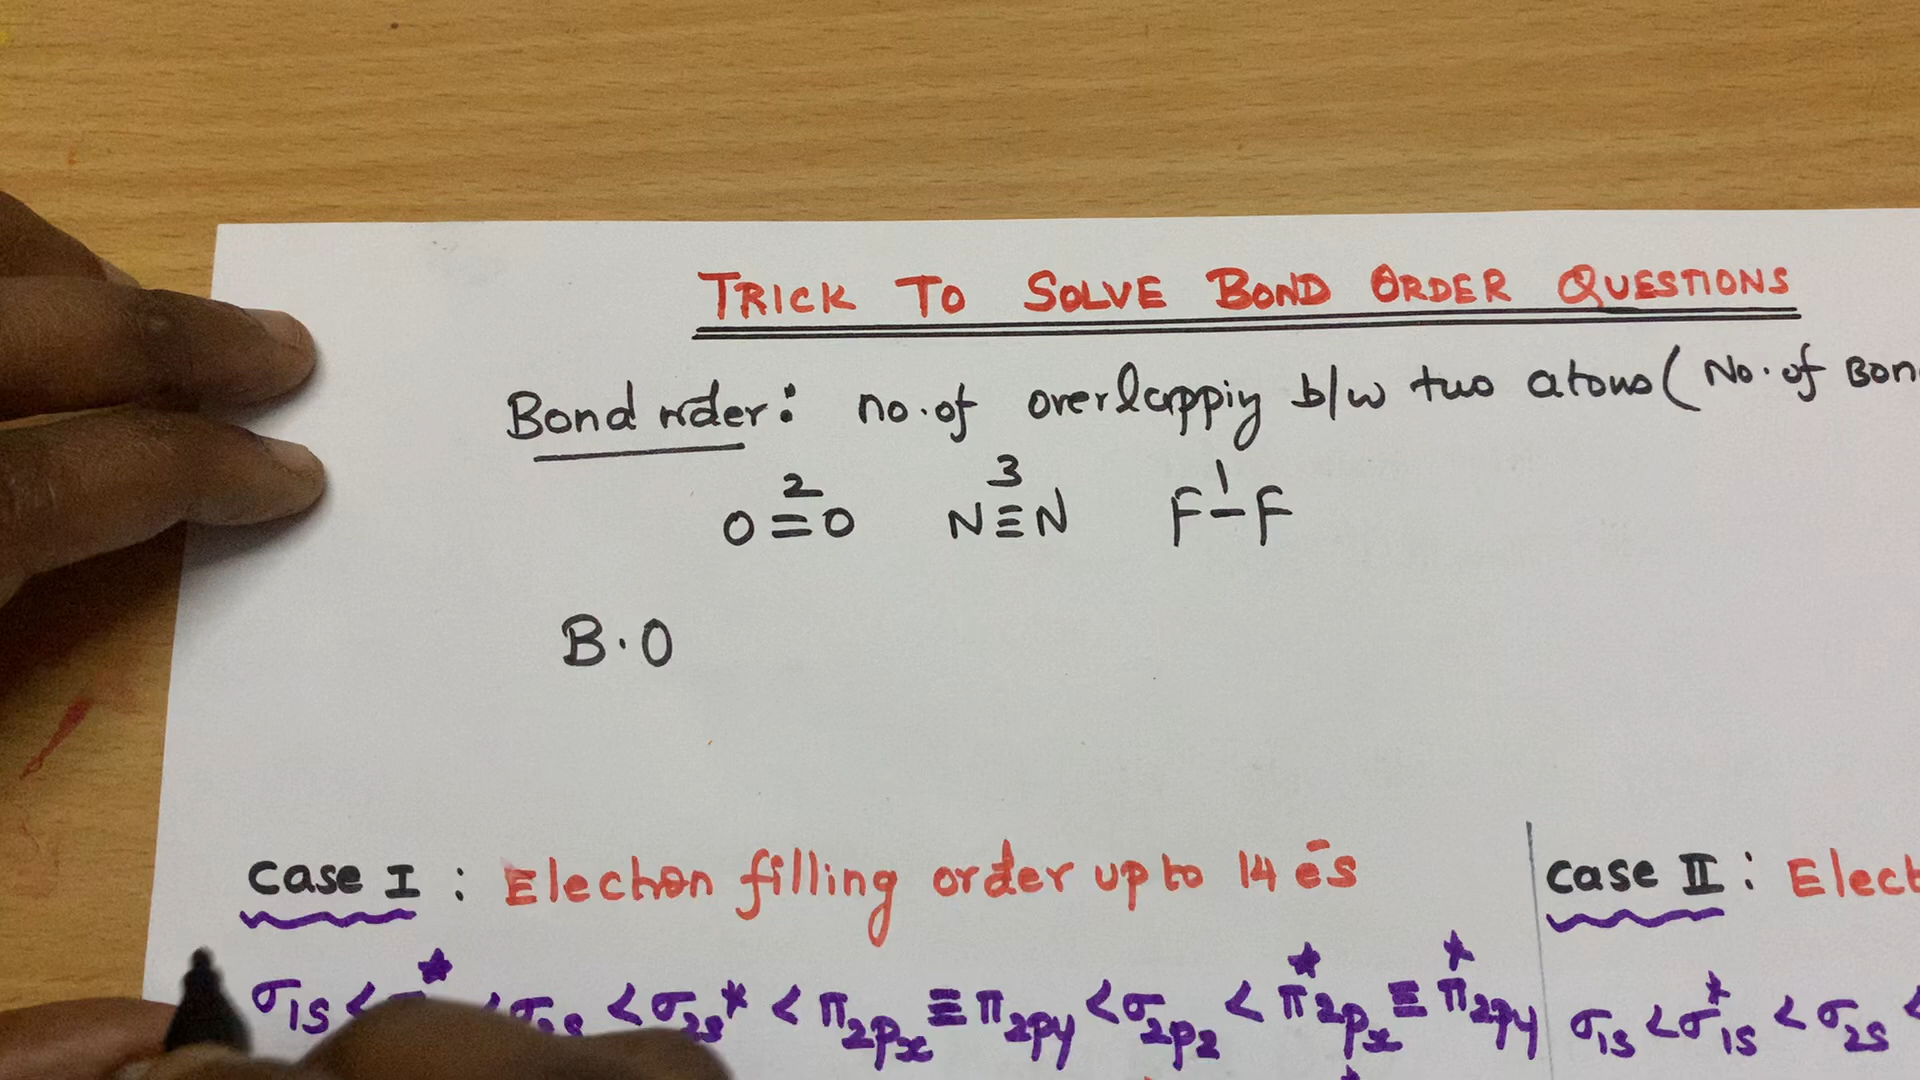 TRICK TO SOLVE BOND ORDER QUESTIONS
Bond rder: no.of overlapping b/w two atoms ( No.of Bon
2 3 1
O=O N≡N F-F
B.O
Case I : Electron filling order up to 14 ēs
Case II : Elect
σ1s < * < < σ2s* < π2px ≡ π2py < σ2pz < π*2px ≡ π*2py
σ1s < σ*1s < σ2s <